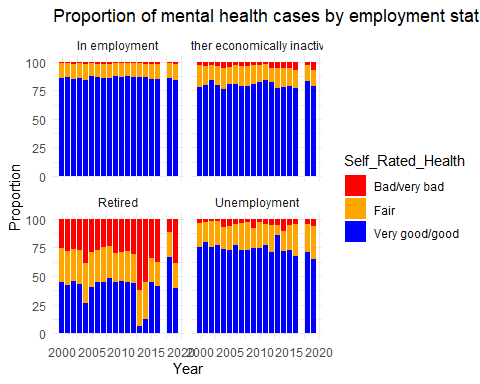 Proportion of mental health cases by employment stat
In employment
ther economically inactiv
100
75
50
25
0
Retired
Unemployment
100
75
50
25
0
2000 2005 2010 2015 2020
2000 2005 2010 2015 2020
Year
Proportion
Self_Rated_Health
Bad/very bad
Fair
Very good/good